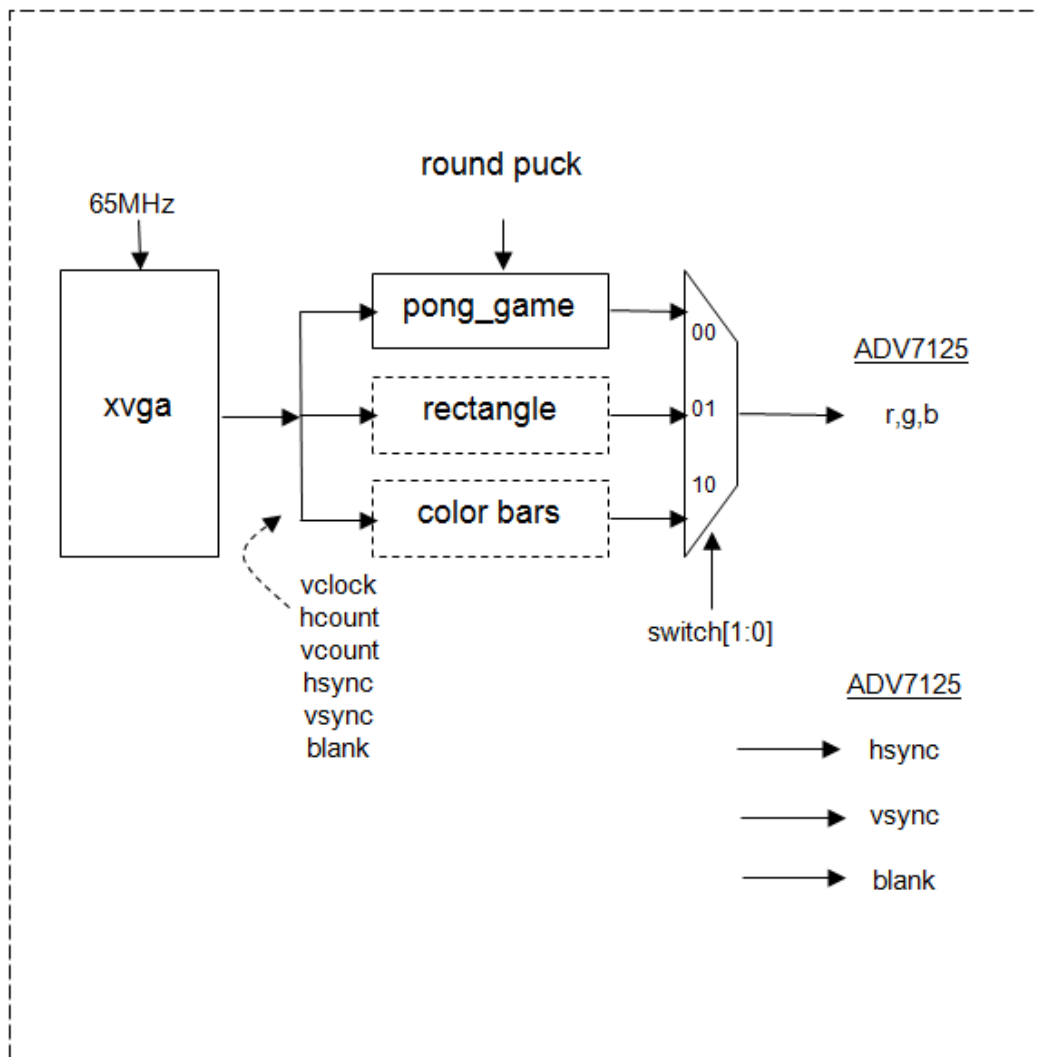 round puck
65MHz
pong_game
00
ADV7125
xvga
rectangle
01
r,g,b
10
color bars
vclock
hcount
vcount
hsync
vsync
blank
switch[1:0]
ADV7125
hsync
vsync
blank